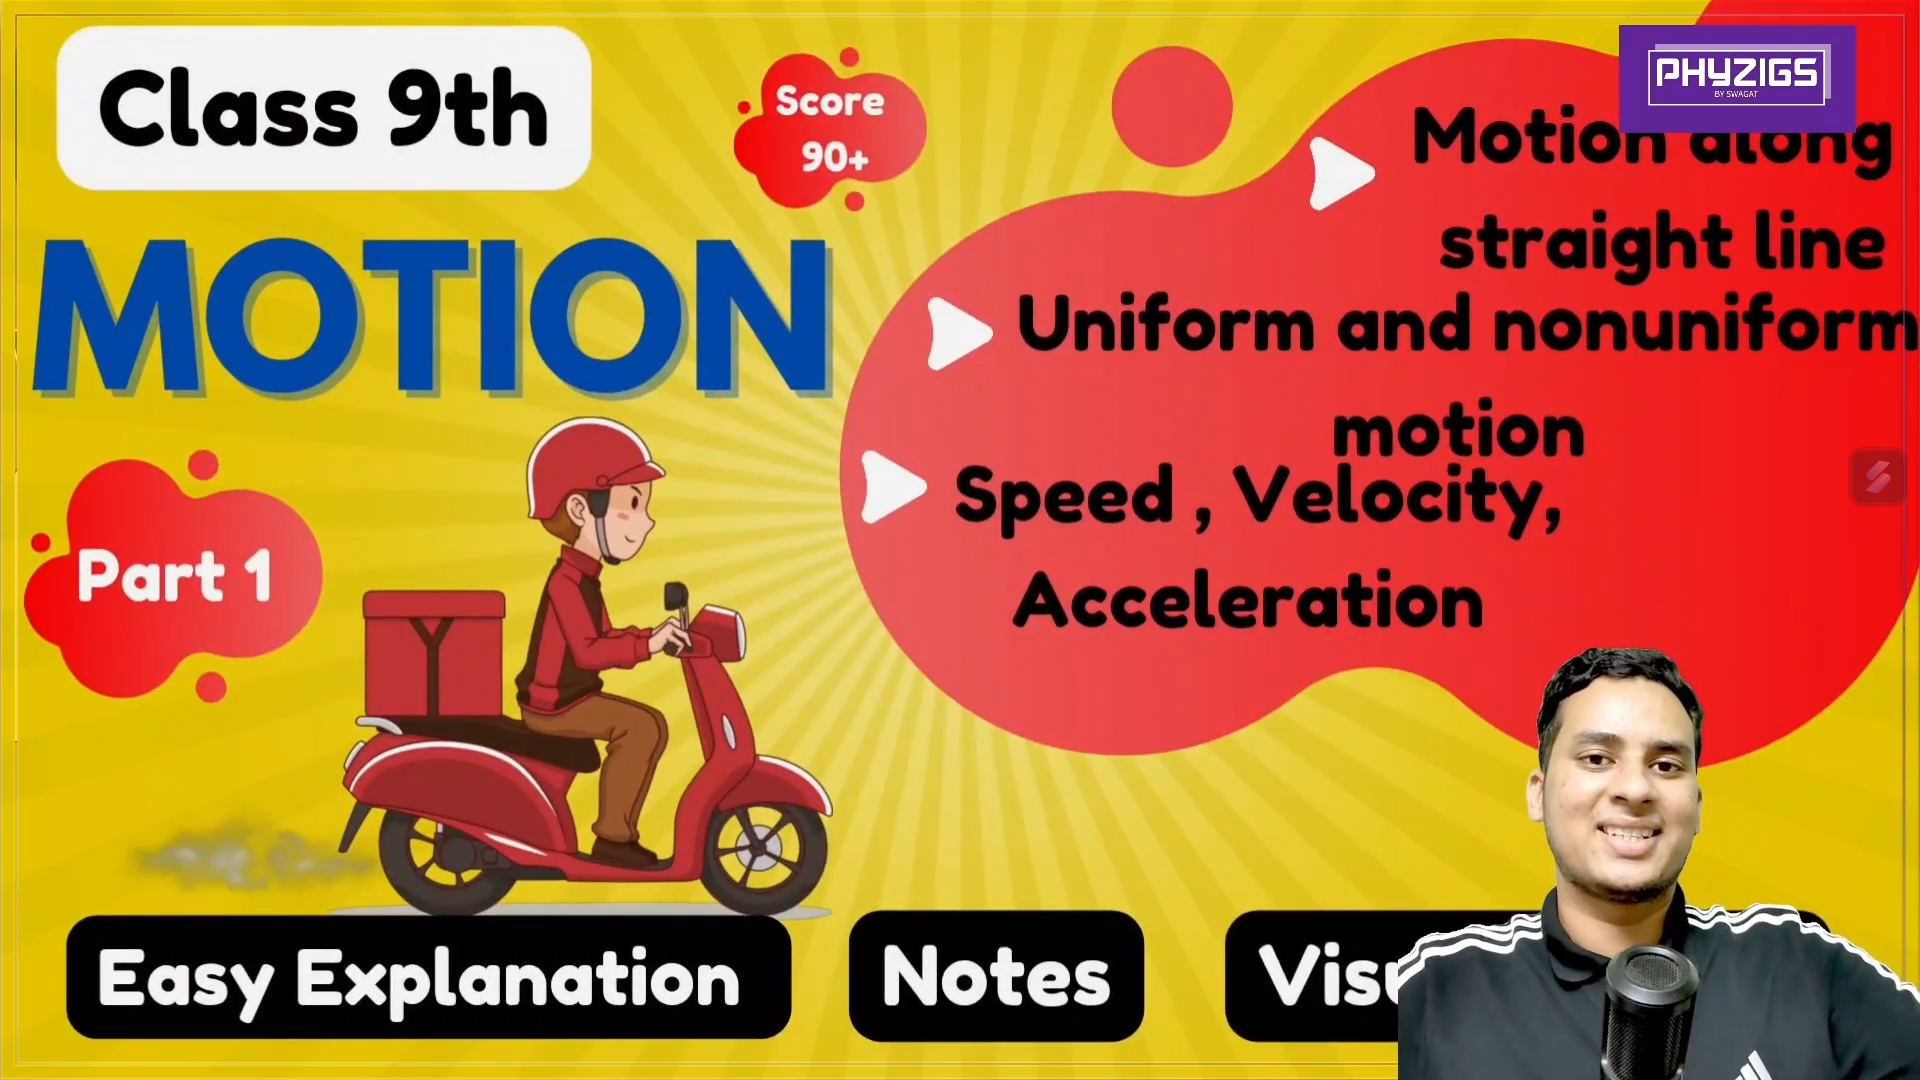 Class 9th
Score
90+
PHYZIGS
BY SWAGAT
Motion along
straight line
MOTION
Uniform and nonuniform
motion
Speed , Velocity,
Acceleration
Part 1
Easy Explanation
Notes